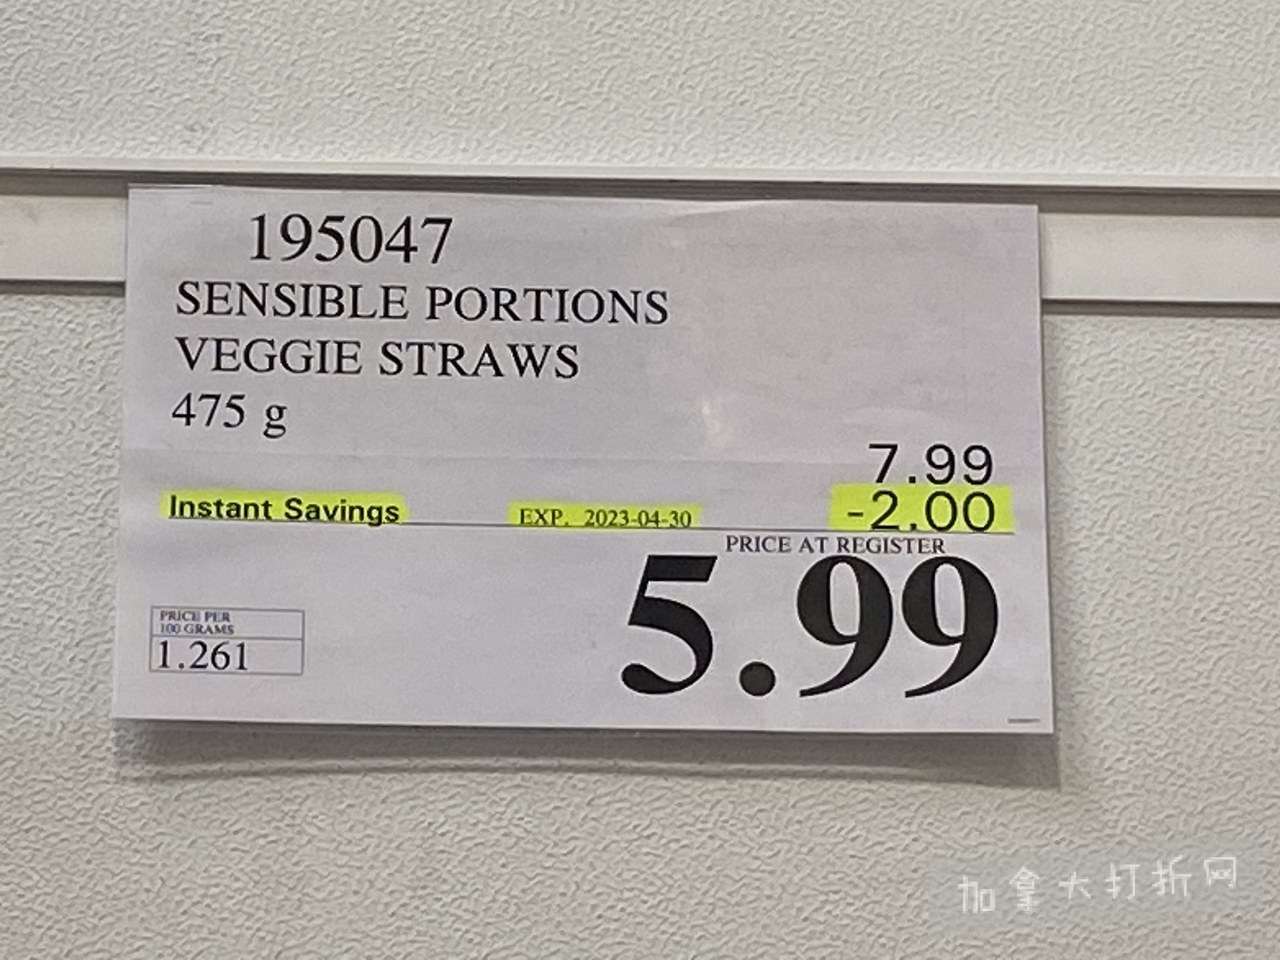 195047
SENSIBLE PORTIONS
VEGGIE STRAWS
475 g
7.99
Instant Savings EXP. 2023-04-30 -2.00
PRICE AT REGISTER
5.99
PRICE PER
100 GRAMS
1.261
加拿大打折网